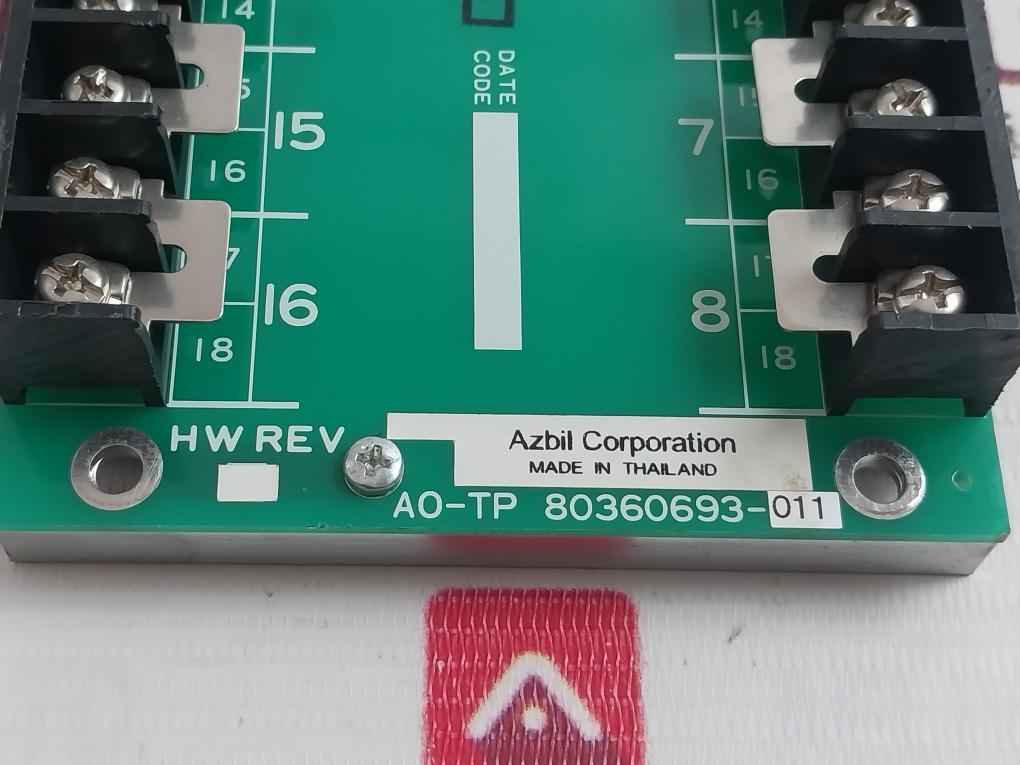 14
14
DATE
CODE
15
7
16
16
16
8
18
18
HW REV
Azbil Corporation
MADE IN THAILAND
AO-TP 80360693-011